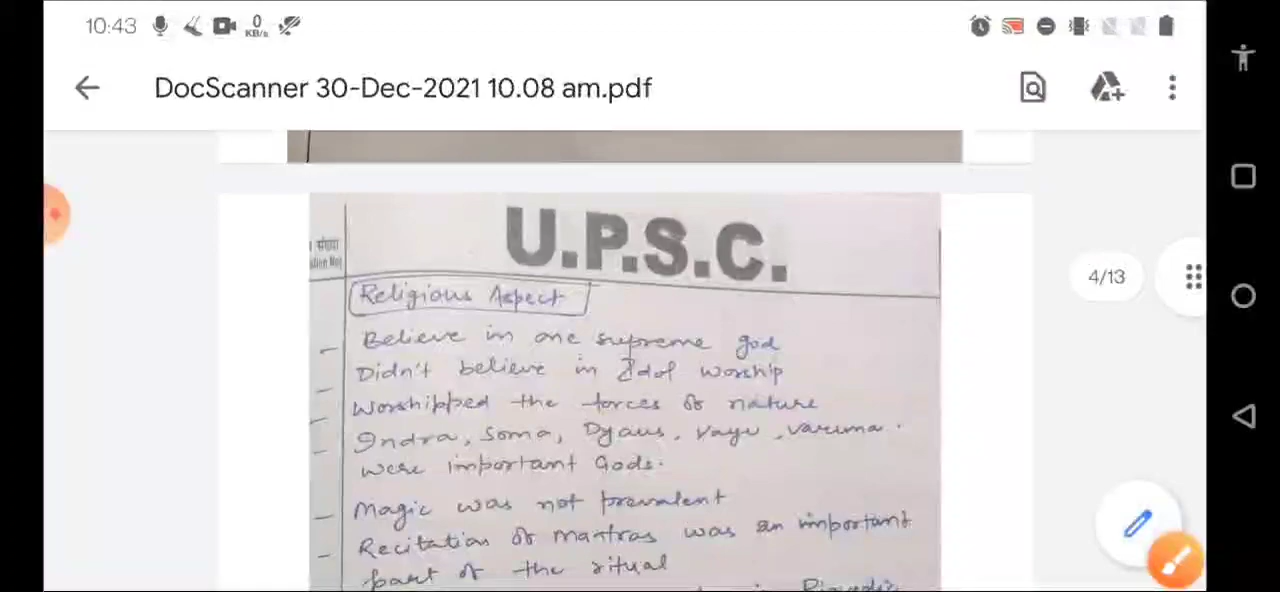 10:43 0 KB/s
DocScanner 30-Dec-2021 10.08 am.pdf
4/13
U.P.S.C.
संख्या
Religious Aspect
Believe in one supreme god
Didn't believe in Idol worship
Worshipped the forces of nature
Indra, Soma, Dyaus, Vayu, Varuna.
were important Gods.
Magic was not prevalent
Recitation of mantras was an important
part of the ritual